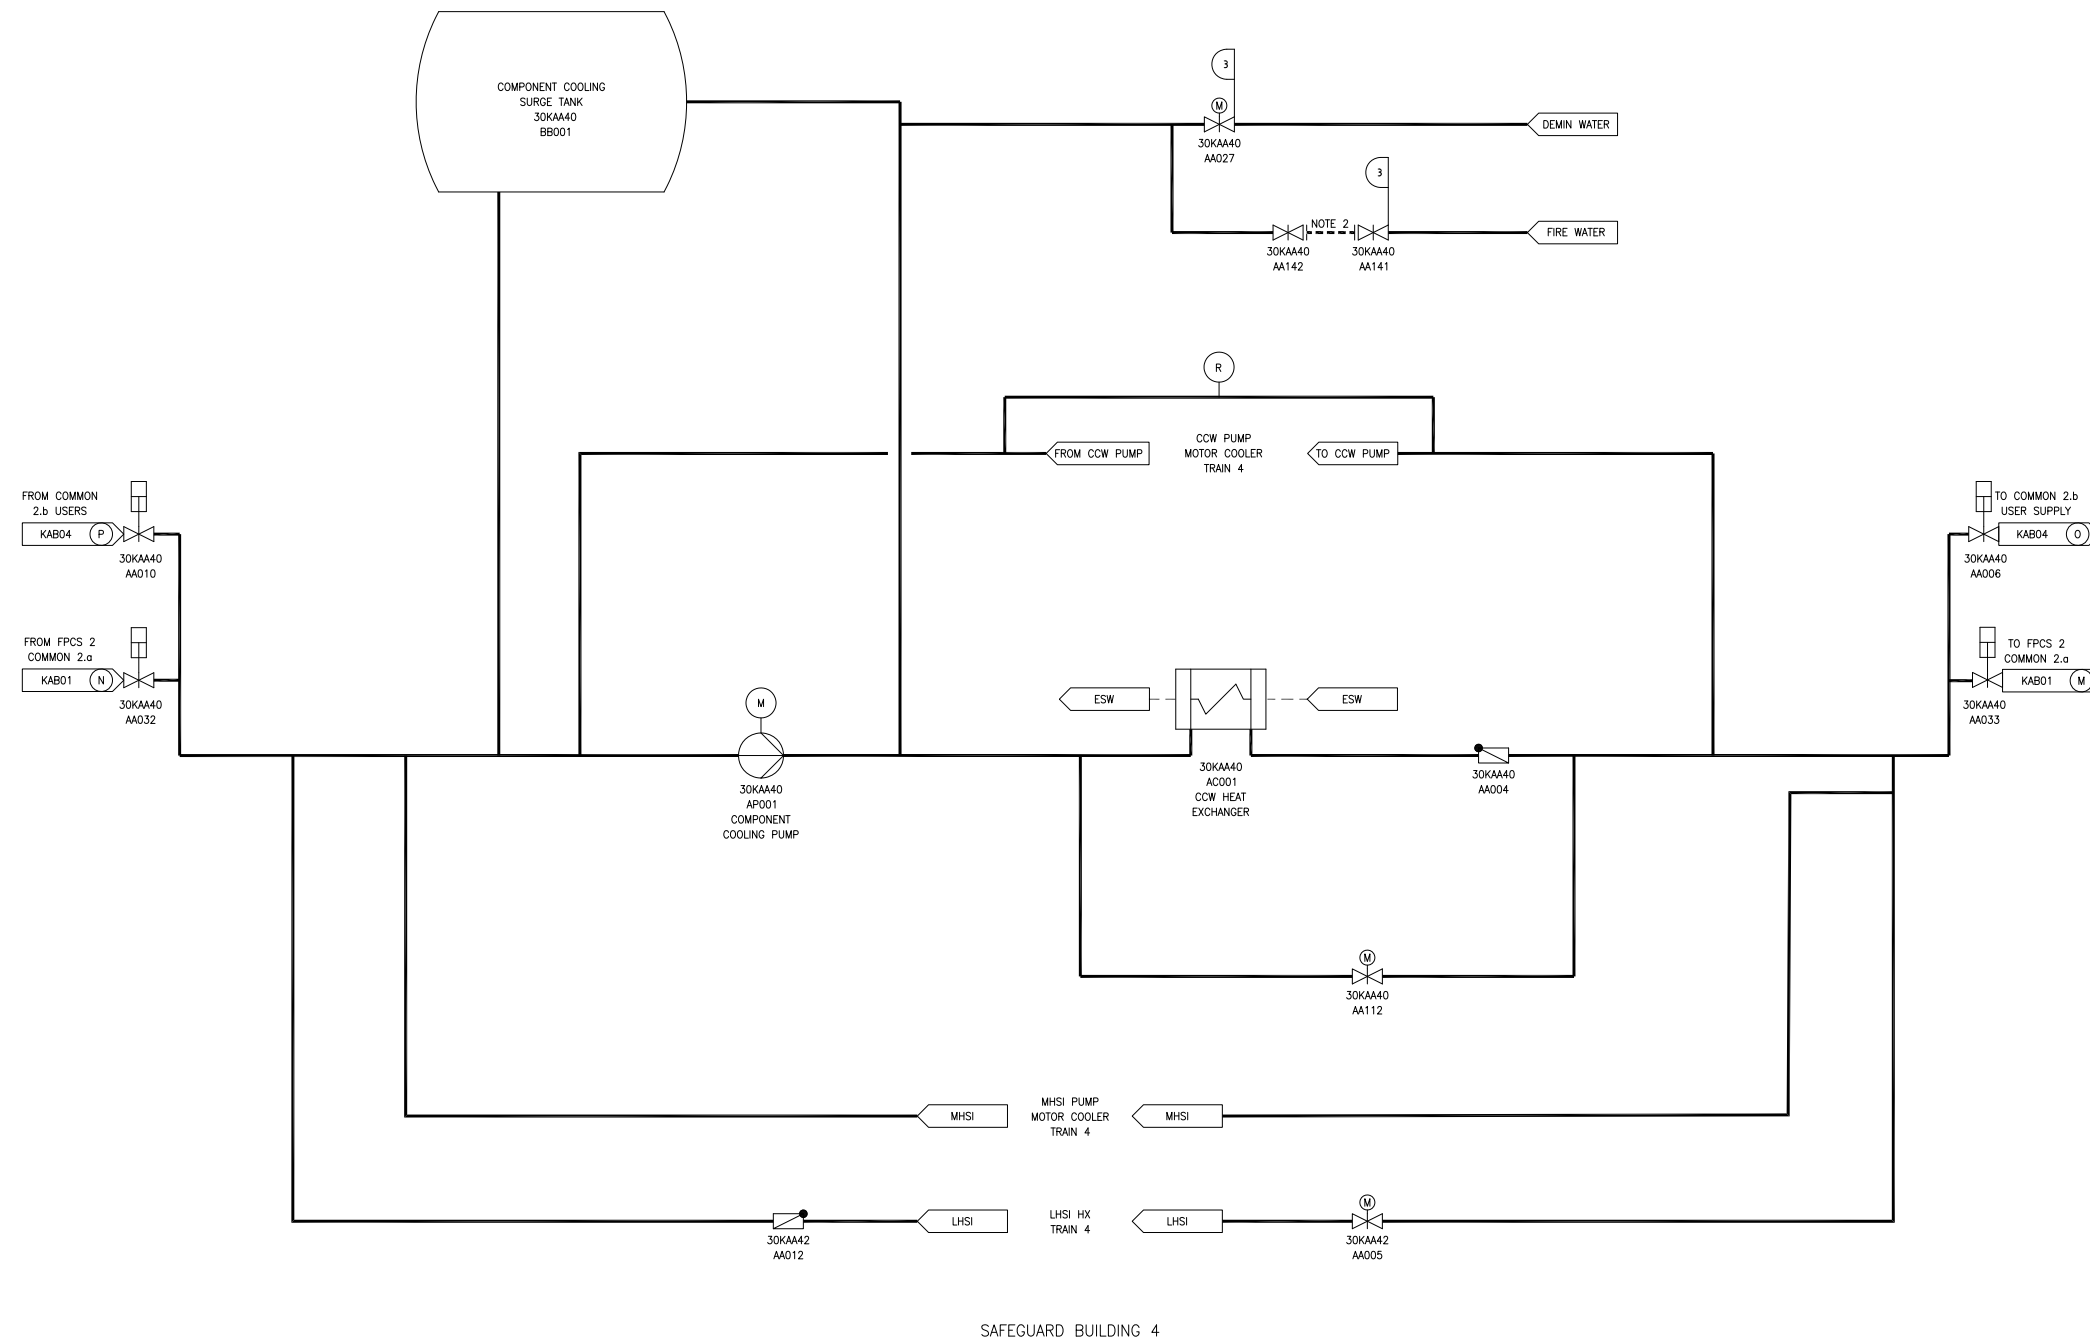 COMPONENT COOLING
SURGE TANK
30KAA40
BB001
3
M
30KAA40
AA027
DEMIN WATER
3
NOTE 2
30KAA40
AA142
30KAA40
AA141
FIRE WATER
R
FROM CCW PUMP
CCW PUMP
MOTOR COOLER
TRAIN 4
TO CCW PUMP
FROM COMMON
2.b USERS
KAB04 P
30KAA40
AA010
TO COMMON 2.b
USER SUPPLY
KAB04 O
30KAA40
AA006
FROM FPCS 2
COMMON 2.a
KAB01 N
30KAA40
AA032
TO FPCS 2
COMMON 2.a
KAB01 M
30KAA40
AA033
M
30KAA40
AP001
COMPONENT
COOLING PUMP
ESW
ESW
30KAA40
AC001
CCW HEAT
EXCHANGER
30KAA40
AA004
M
30KAA40
AA112
MHSI
MHSI PUMP
MOTOR COOLER
TRAIN 4
MHSI
30KAA42
AA012
LHSI
LHSI HX
TRAIN 4
LHSI
M
30KAA42
AA005
SAFEGUARD BUILDING 4